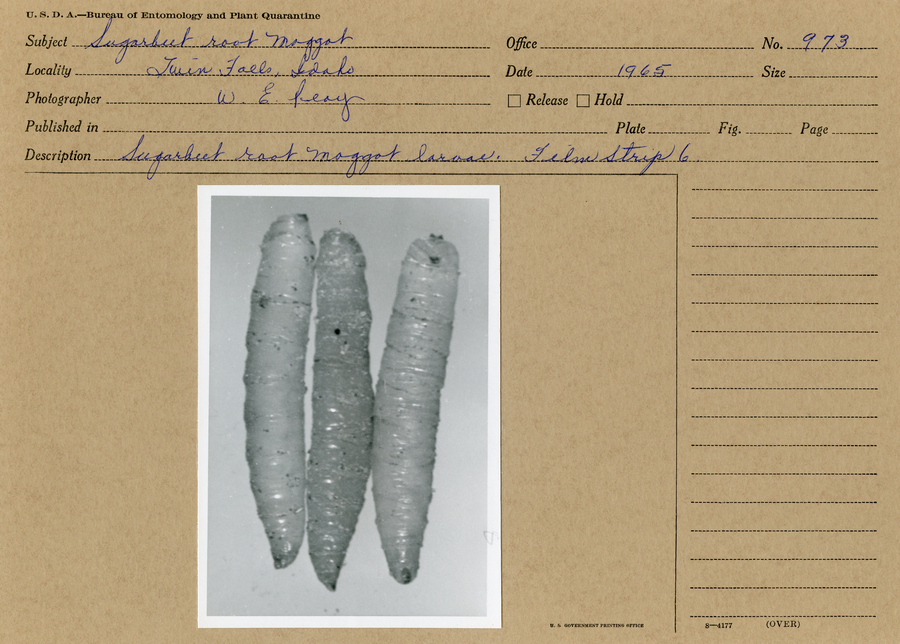 U. S. D. A.—Bureau of Entomology and Plant Quarantine
Subject Sugarbeet root maggot Office No. 973
Locality Twin Falls, Idaho Date 1965 Size
Photographer W. E. Peay Release Hold
Published in Plate Fig. Page
Description Sugarbeet root maggot larvae. Film Strip 6
U. S. GOVERNMENT PRINTING OFFICE 8—4177 (OVER)